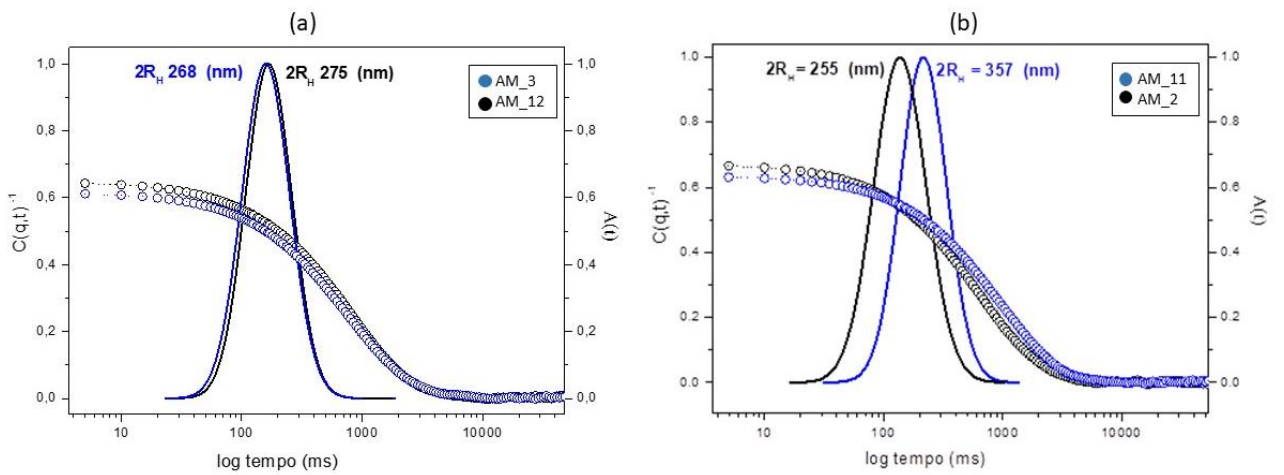 (a)
2R_H 268 (nm) 2R_H 275 (nm)
AM_3
AM_12
1,0
0,8
0,6
0,4
0,2
0,0
C(q,t)⁻¹
1,0
0,8
0,6
0,4
0,2
0,0
A(t)
10 100 1000 10000
log tempo (ms)
(b)
2R_H = 255 (nm) 2R_H = 357 (nm)
AM_11
AM_2
1,0
0,8
0,6
0,4
0,2
0,0
C(q,t)⁻¹
1,0
0,8
0,6
0,4
0,2
0,0
A(t)
10 100 1000 10000
log tempo (ms)